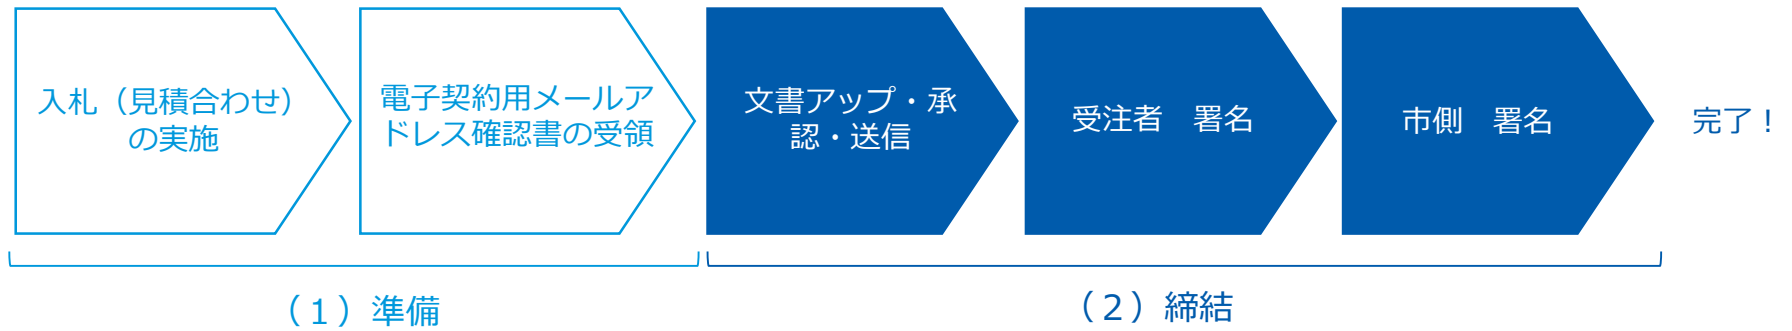 入札（見積合わせ）
の実施
電子契約用メールア
ドレス確認書の受領
文書アップ・承
認・送信
受注者　署名
市側　署名
完了！
（１）準備
（２）締結